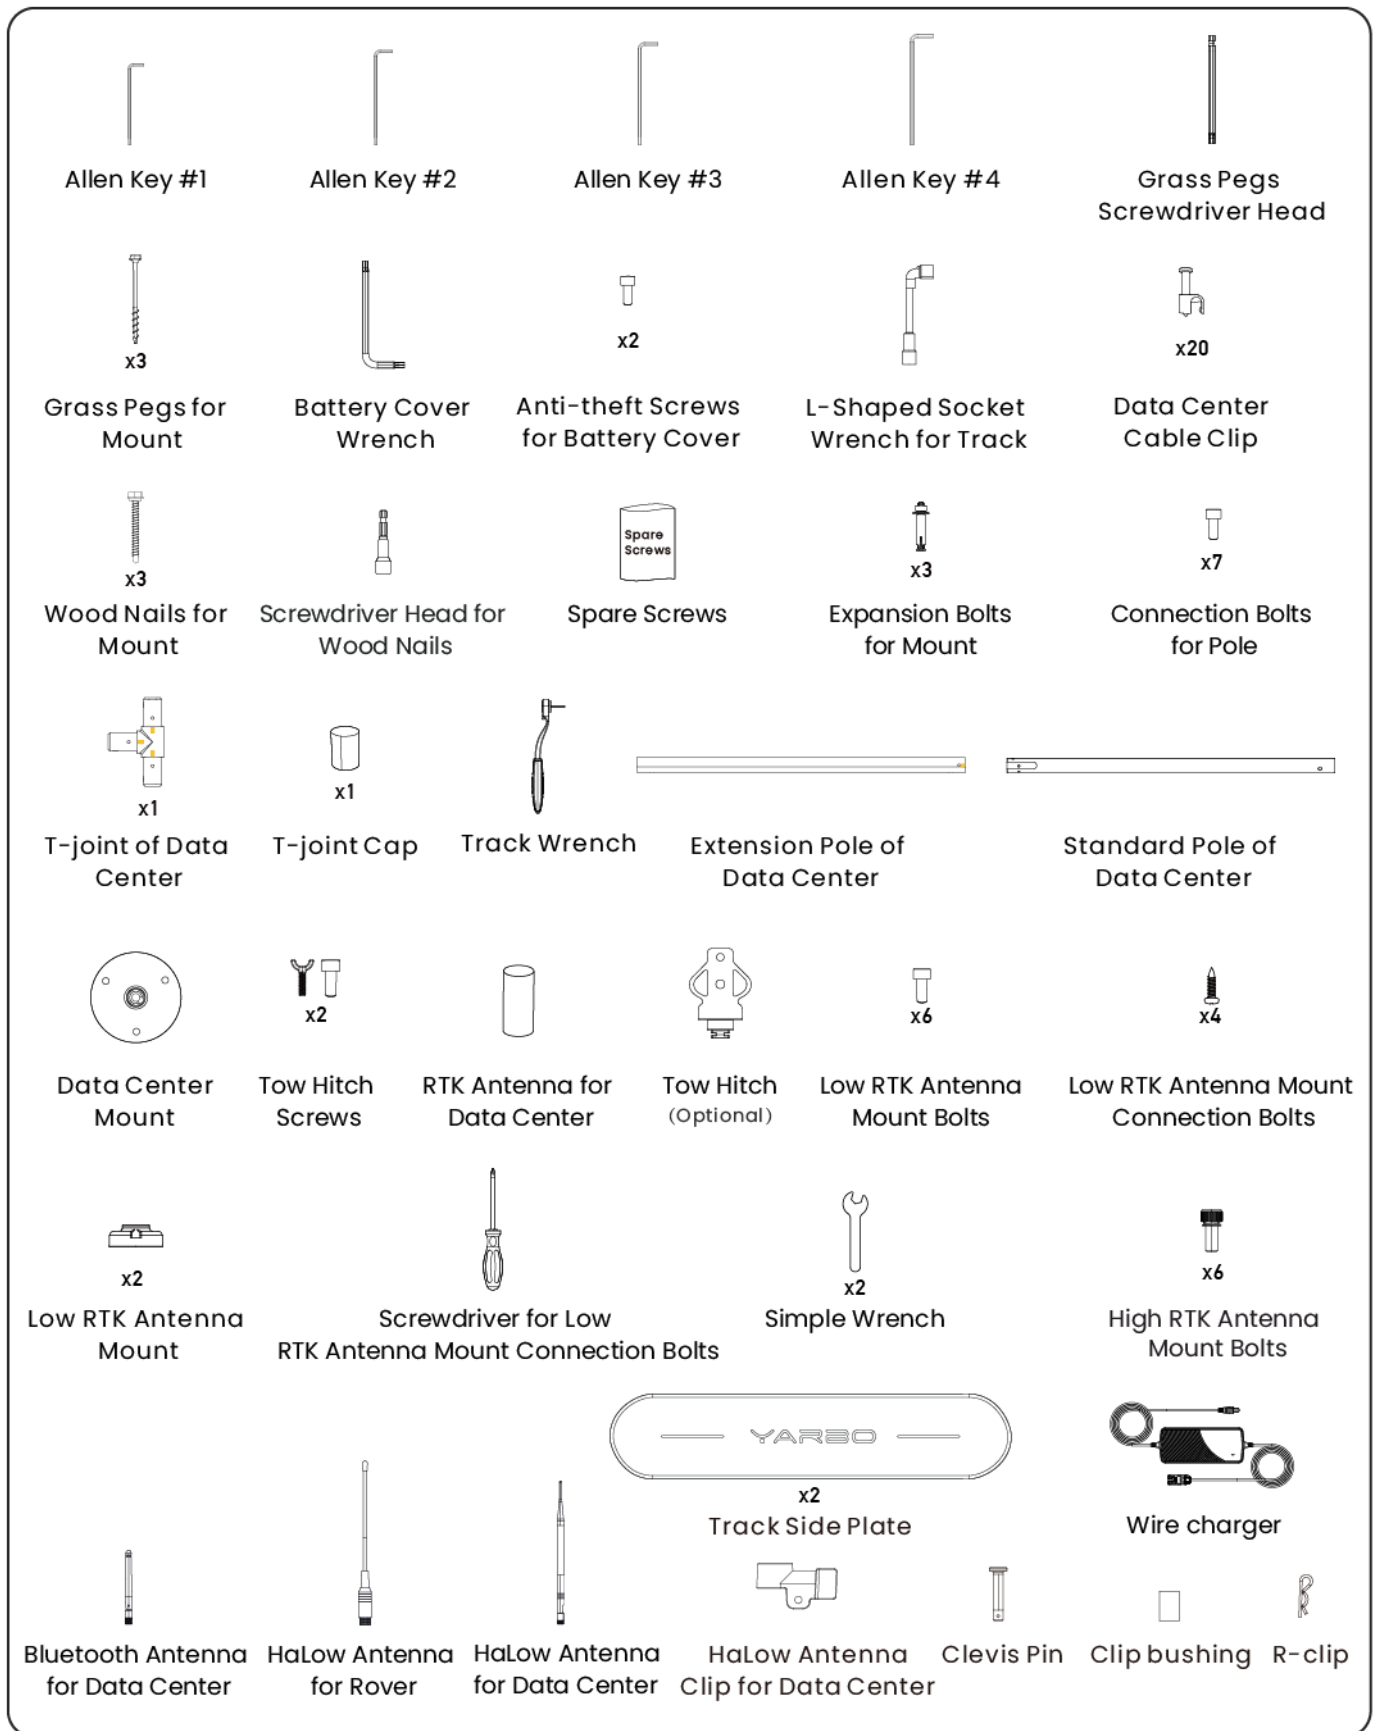 Allen Key #1
Allen Key #2
Allen Key #3
Allen Key #4
Grass Pegs
Screwdriver Head
x3
Grass Pegs for
Mount
Battery Cover
Wrench
x2
Anti-theft Screws
for Battery Cover
L-Shaped Socket
Wrench for Track
x20
Data Center
Cable Clip
x3
Wood Nails for
Mount
Screwdriver Head for
Wood Nails
Spare
Screws
Spare Screws
x3
Expansion Bolts
for Mount
x7
Connection Bolts
for Pole
x1
T-joint of Data
Center
x1
T-joint Cap
Track Wrench
Extension Pole of
Data Center
Standard Pole of
Data Center
Data Center
Mount
x2
Tow Hitch
Screws
RTK Antenna for
Data Center
Tow Hitch
(Optional)
x6
Low RTK Antenna
Mount Bolts
x4
Low RTK Antenna Mount
Connection Bolts
x2
Low RTK Antenna
Mount
Screwdriver for Low
RTK Antenna Mount Connection Bolts
x2
Simple Wrench
x6
High RTK Antenna
Mount Bolts
YARBO
x2
Track Side Plate
Wire charger
Bluetooth Antenna
for Data Center
HaLow Antenna
for Rover
HaLow Antenna
for Data Center
HaLow Antenna
Clip for Data Center
Clevis Pin
Clip bushing
R-clip